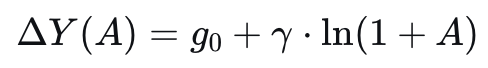 ΔY(A) = g₀ + γ · ln(1 + A)